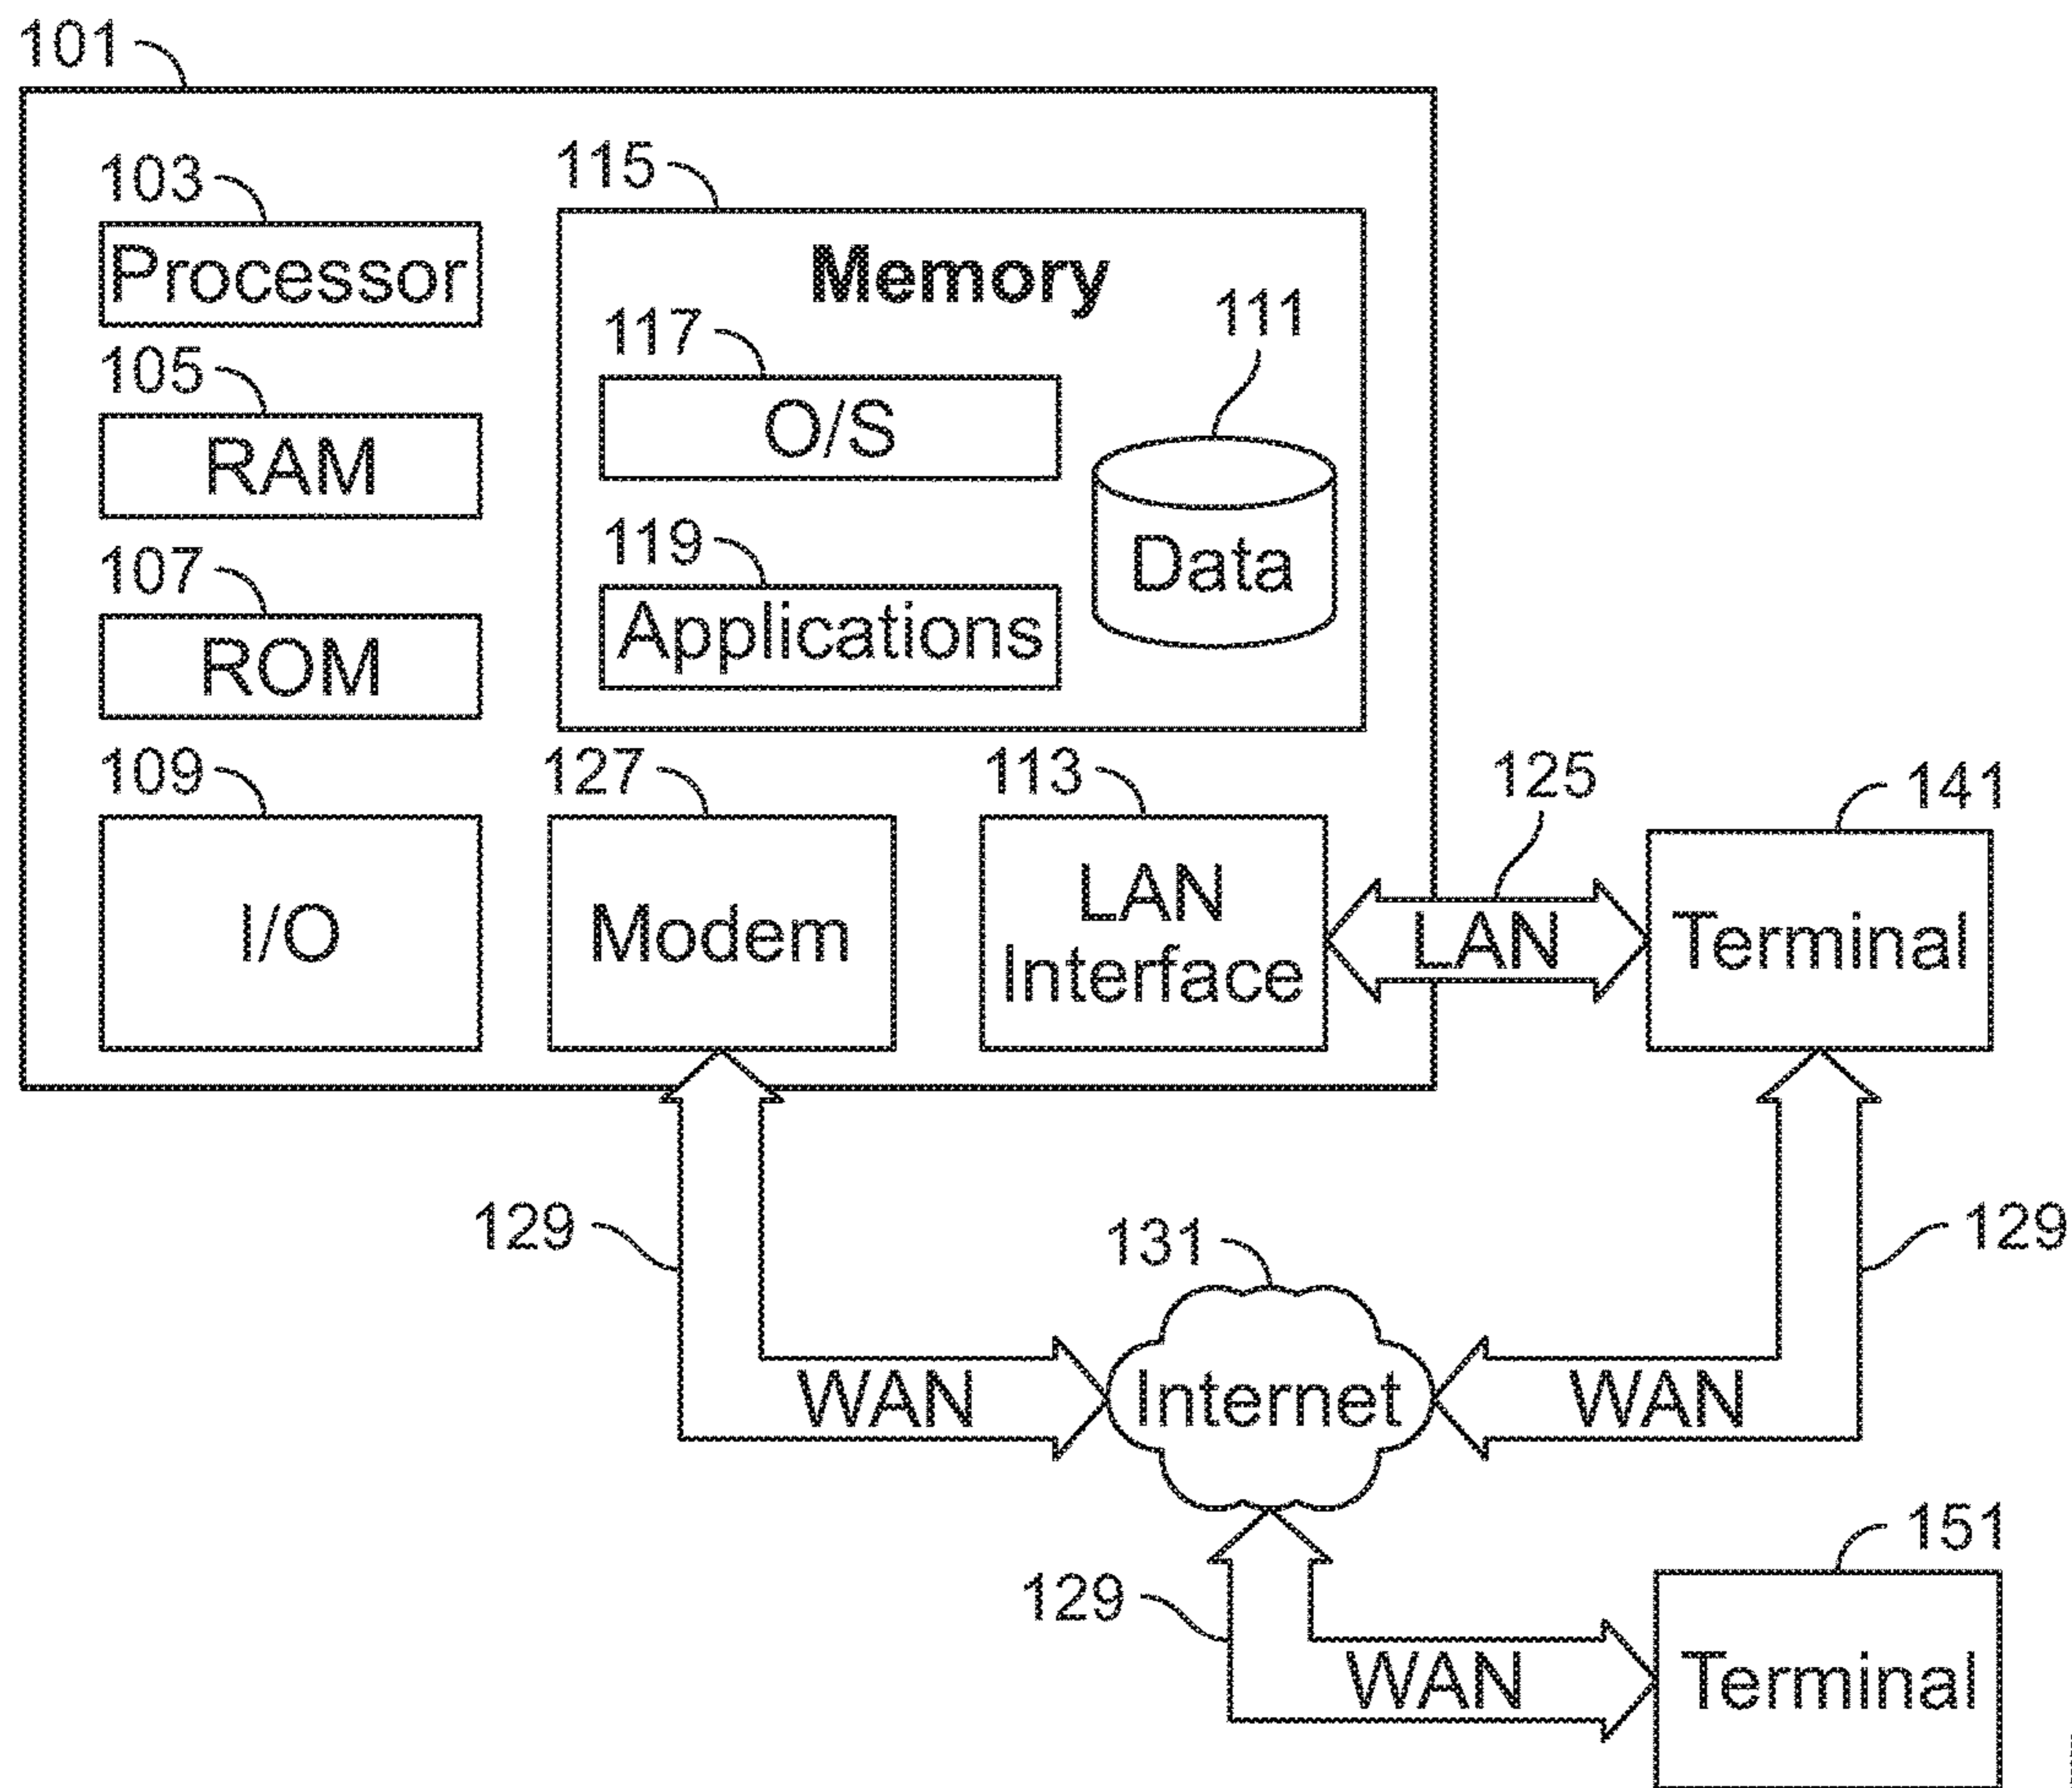 101
103
115
Processor
Memory
117
111
105
O/S
RAM
119
Data
107
Applications
ROM
109
127
113
125
141
I/O
Modem
LAN
Interface
LAN
Terminal
129
131
129
WAN
Internet
WAN
151
129
WAN
Terminal